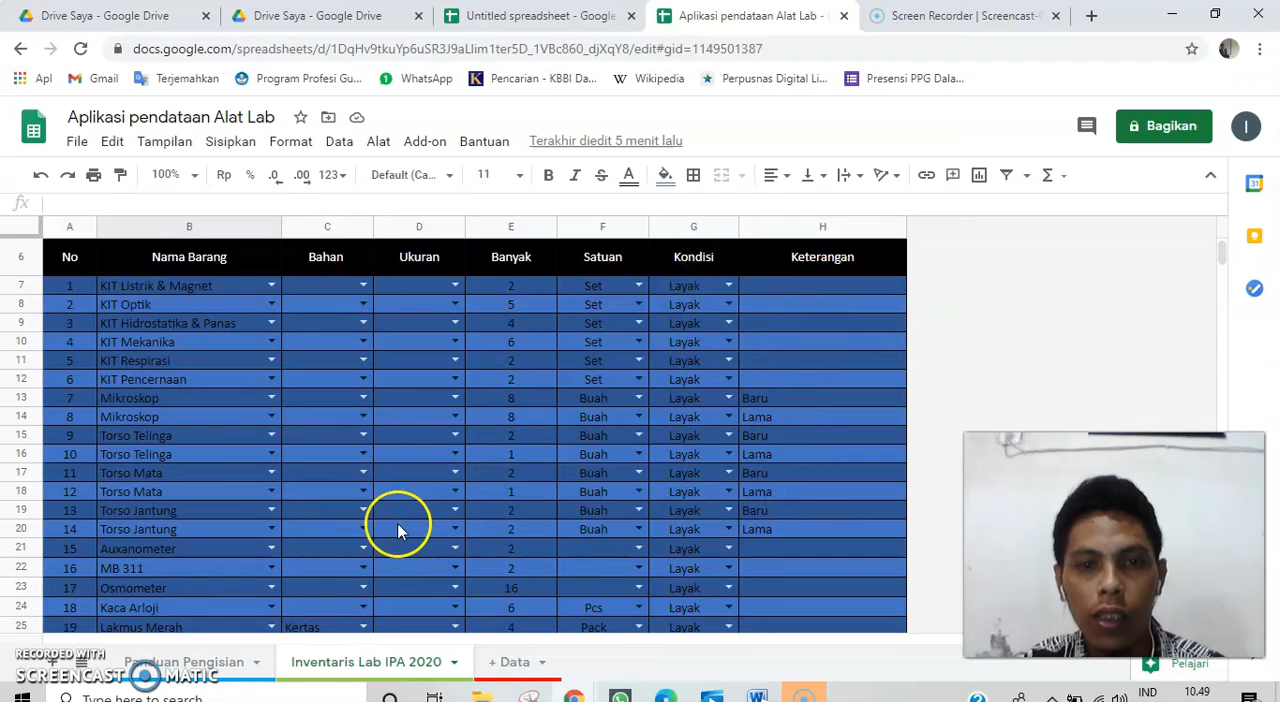 Drive Saya - Google Drive × Drive Saya - Google Drive × Untitled spreadsheet - Google × Aplikasi pendataan Alat Lab - × Screen Recorder | Screencast- ×
docs.google.com/spreadsheets/d/1DqHv9tkuYp6uSR3J9aLlim1ter5D_1VBc860_djXqY8/edit#gid=1149501387
Apl Gmail Terjemahkan Program Profesi Gu... WhatsApp Pencarian - KBBI Da... Wikipedia Perpusnas Digital Li... Presensi PPG Dala...
Aplikasi pendataan Alat Lab
File Edit Tampilan Sisipkan Format Data Alat Add-on Bantuan Terakhir diedit 5 menit lalu
Bagikan I
100% Rp % .0 .00 123 Default (Ca... 11 B I S A Σ
fx
A B C D E F G H
6 No Nama Barang Bahan Ukuran Banyak Satuan Kondisi Keterangan
7 1 KIT Listrik & Magnet 2 Set Layak
8 2 KIT Optik 5 Set Layak
9 3 KIT Hidrostatika & Panas 4 Set Layak
10 4 KIT Mekanika 6 Set Layak
11 5 KIT Respirasi 2 Set Layak
12 6 KIT Pencernaan 2 Set Layak
13 7 Mikroskop 8 Buah Layak Baru
14 8 Mikroskop 8 Buah Layak Lama
15 9 Torso Telinga 2 Buah Layak Baru
16 10 Torso Telinga 1 Buah Layak Lama
17 11 Torso Mata 2 Buah Layak Baru
18 12 Torso Mata 1 Buah Layak Lama
19 13 Torso Jantung 2 Buah Layak Baru
20 14 Torso Jantung 2 Buah Layak Lama
21 15 Auxanometer 2 Layak
22 16 MB 311 2 Layak
23 17 Osmometer 16 Layak
24 18 Kaca Arloji 6 Pcs Layak
25 19 Lakmus Merah Kertas 4 Pack Layak
Panduan Pengisian Inventaris Lab IPA 2020 + Data Pelajari
RECORDED WITH
SCREENCAST MATIC
Type here to search IND 10.49